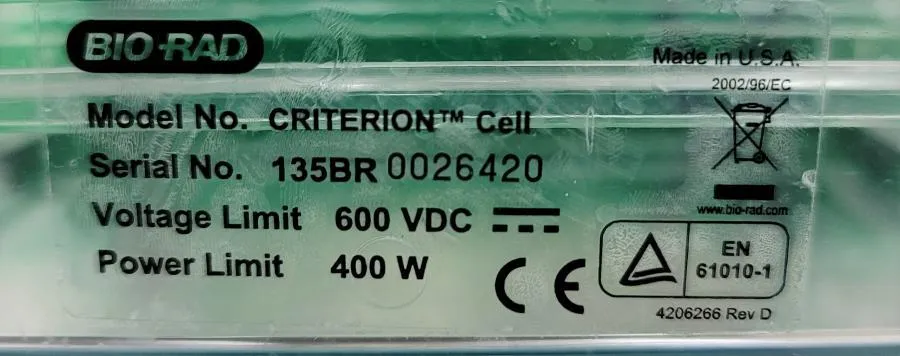 BIO-RAD
Made in U.S.A.
2002/96/EC
Model No. CRITERION™ Cell
Serial No. 135BR 0026420
Voltage Limit 600 VDC
Power Limit 400 W
www.bio-rad.com
CE
EN
61010-1
4206266 Rev D